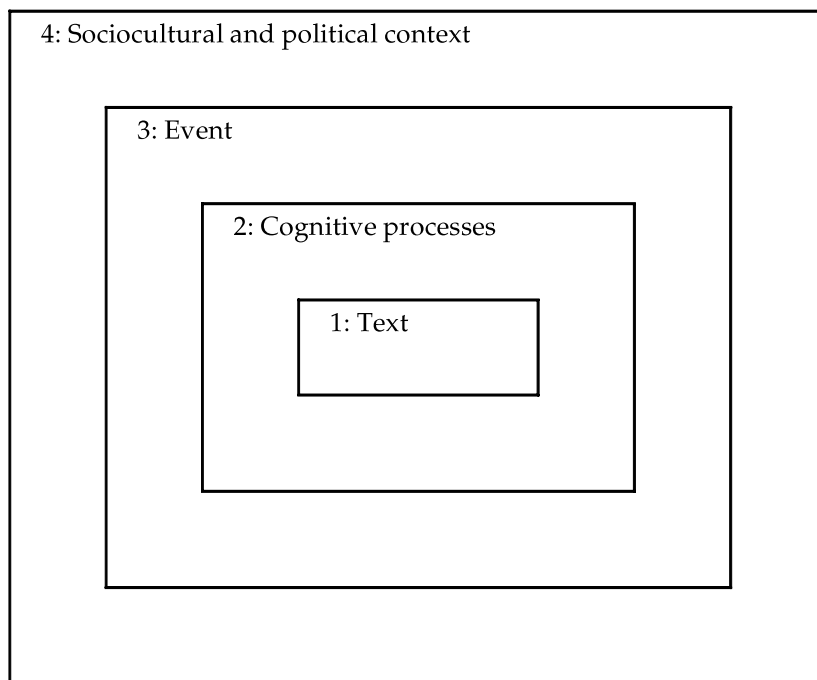 4: Sociocultural and political context
3: Event
2: Cognitive processes
1: Text